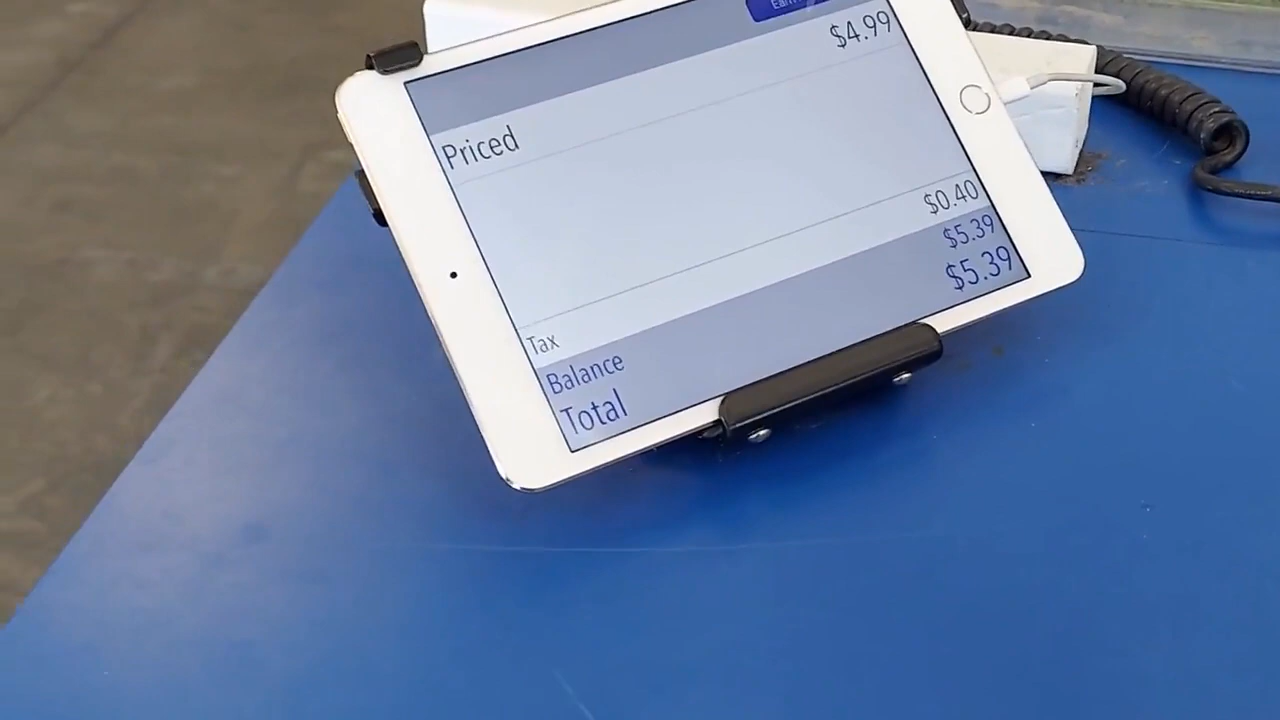 Priced $4.99
Tax $0.40
Balance $5.39
Total $5.39